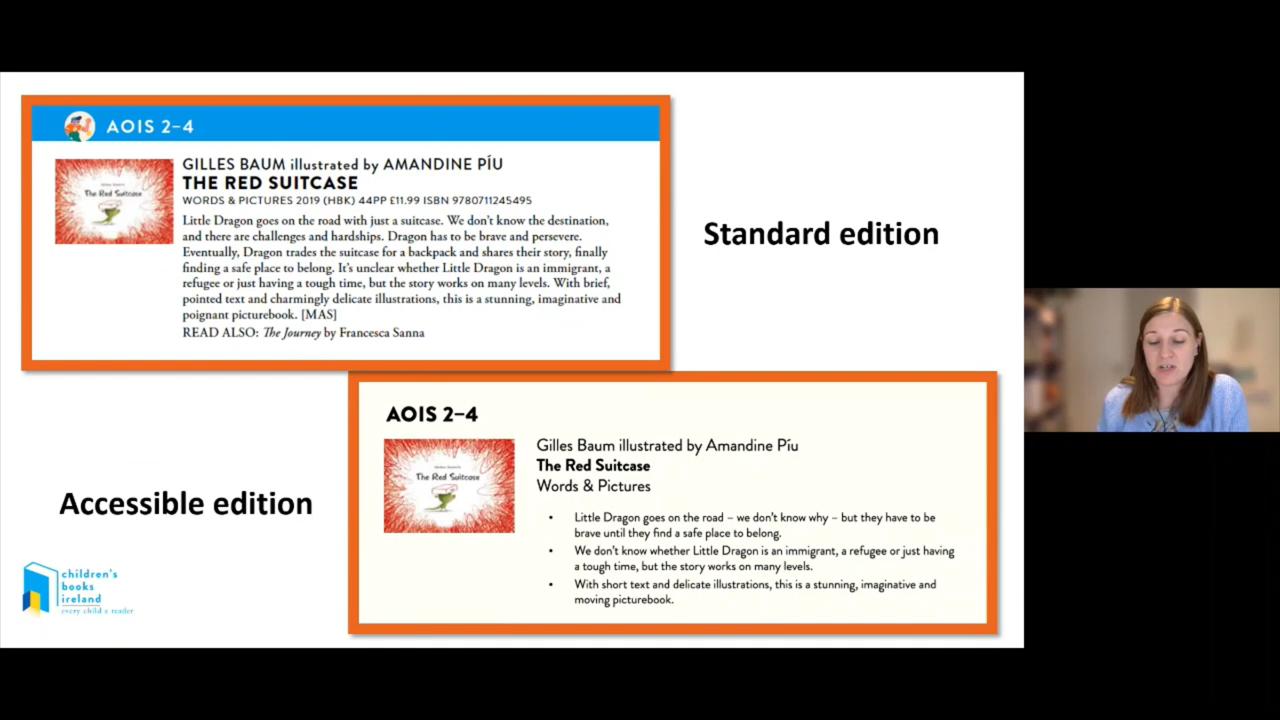 AOIS 2–4
The Red Suitcase
GILLES BAUM illustrated by AMANDINE PÍU
THE RED SUITCASE
WORDS & PICTURES 2019 (HBK) 44PP £11.99 ISBN 9780711245495
Little Dragon goes on the road with just a suitcase. We don't know the destination,
and there are challenges and hardships. Dragon has to be brave and persevere.
Eventually, Dragon trades the suitcase for a backpack and shares their story, finally
finding a safe place to belong. It's unclear whether Little Dragon is an immigrant, a
refugee or just having a tough time, but the story works on many levels. With brief,
pointed text and charmingly delicate illustrations, this is a stunning, imaginative and
poignant picturebook. [MAS]
READ ALSO: The Journey by Francesca Sanna
Standard edition
Accessible edition
AOIS 2–4
The Red Suitcase
Gilles Baum illustrated by Amandine Píu
The Red Suitcase
Words & Pictures
• Little Dragon goes on the road – we don't know why – but they have to be
brave until they find a safe place to belong.
• We don't know whether Little Dragon is an immigrant, a refugee or just having
a tough time, but the story works on many levels.
• With short text and delicate illustrations, this is a stunning, imaginative and
moving picturebook.
children's
books
ireland
every child a reader